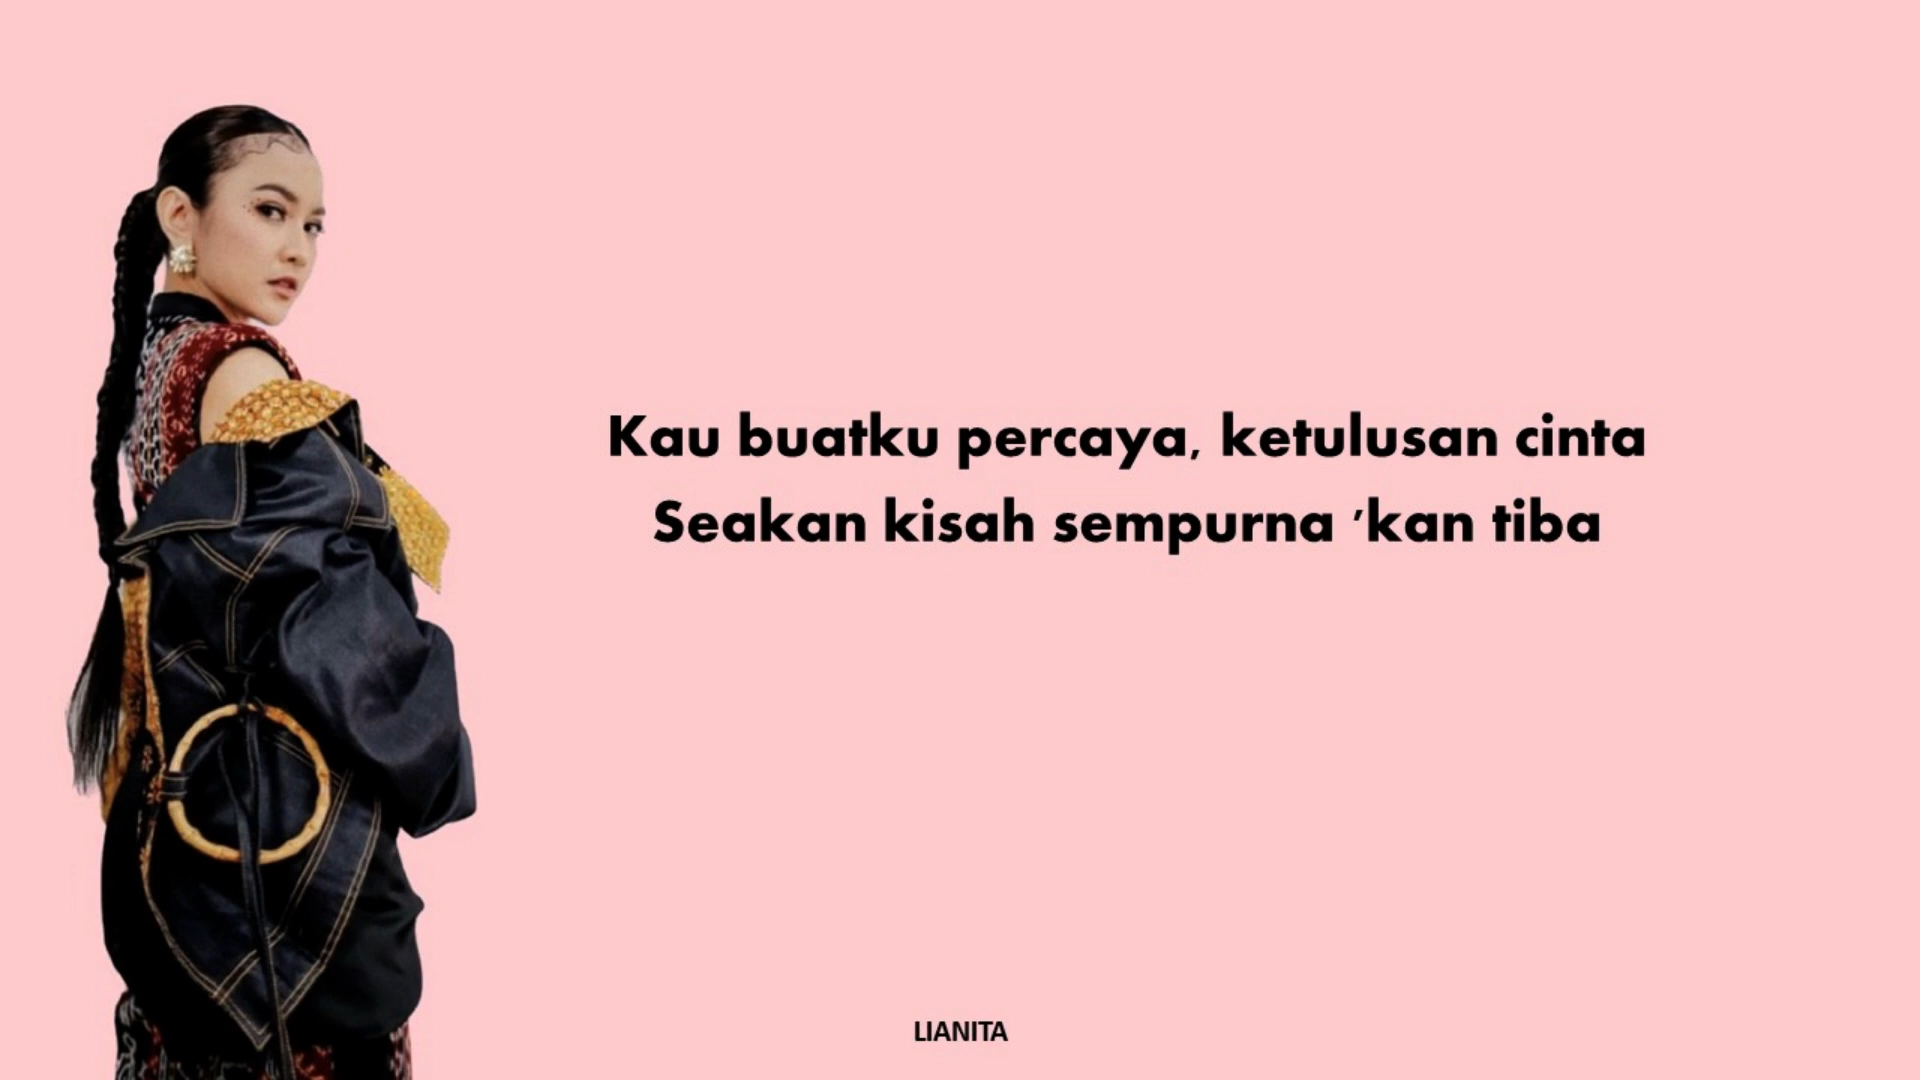 Kau buatku percaya, ketulusan cinta
Seakan kisah sempurna 'kan tiba
LIANITA